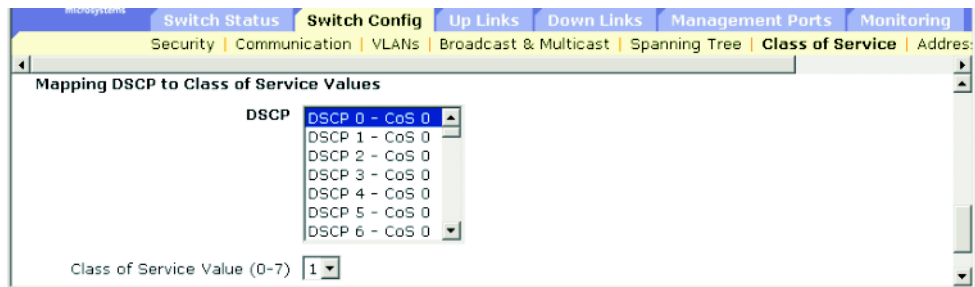 microsystems
Switch Status Switch Config Up Links Down Links Management Ports Monitoring
Security | Communication | VLANs | Broadcast & Multicast | Spanning Tree | Class of Service | Addres
Mapping DSCP to Class of Service Values
DSCP
DSCP 0 - CoS 0
DSCP 1 - CoS 0
DSCP 2 - CoS 0
DSCP 3 - CoS 0
DSCP 4 - CoS 0
DSCP 5 - CoS 0
DSCP 6 - CoS 0
Class of Service Value (0-7) 1